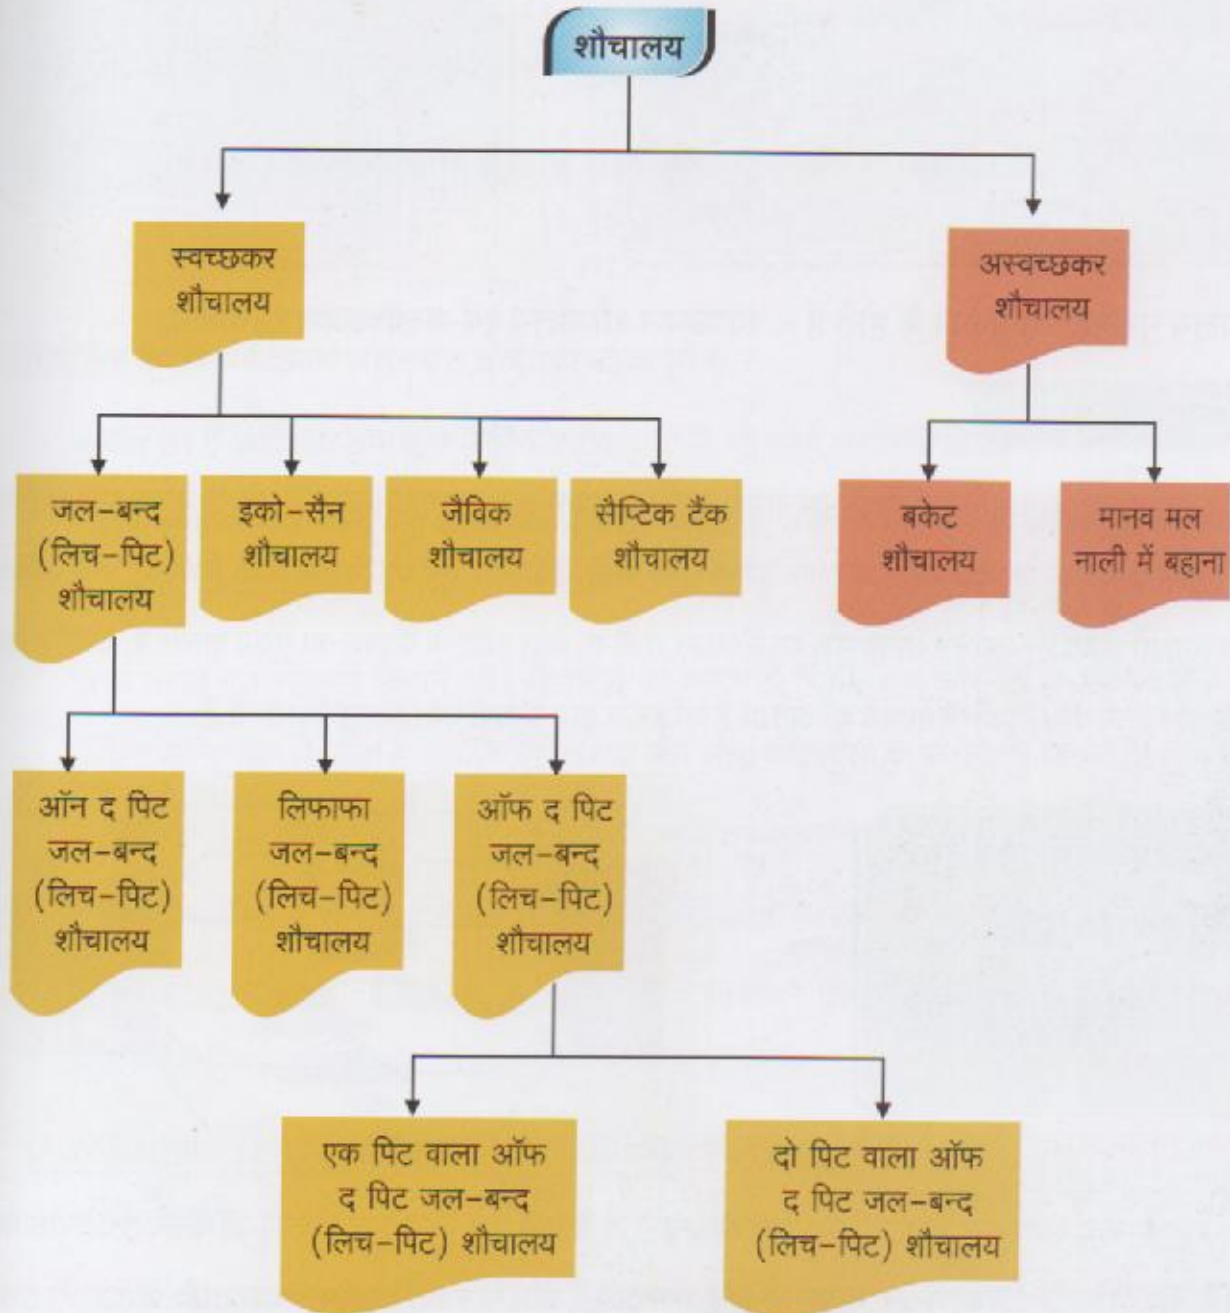 शौचालय
स्वच्छकर
शौचालय
अस्वच्छकर
शौचालय
जल-बन्द
(लिच-पिट)
शौचालय
इको-सैन
शौचालय
जैविक
शौचालय
सैप्टिक टैंक
शौचालय
बकेट
शौचालय
मानव मल
नाली में बहाना
ऑन द पिट
जल-बन्द
(लिच-पिट)
शौचालय
लिफाफा
जल-बन्द
(लिच-पिट)
शौचालय
ऑफ द पिट
जल-बन्द
(लिच-पिट)
शौचालय
एक पिट वाला ऑफ
द पिट जल-बन्द
(लिच-पिट) शौचालय
दो पिट वाला ऑफ
द पिट जल-बन्द
(लिच-पिट) शौचालय